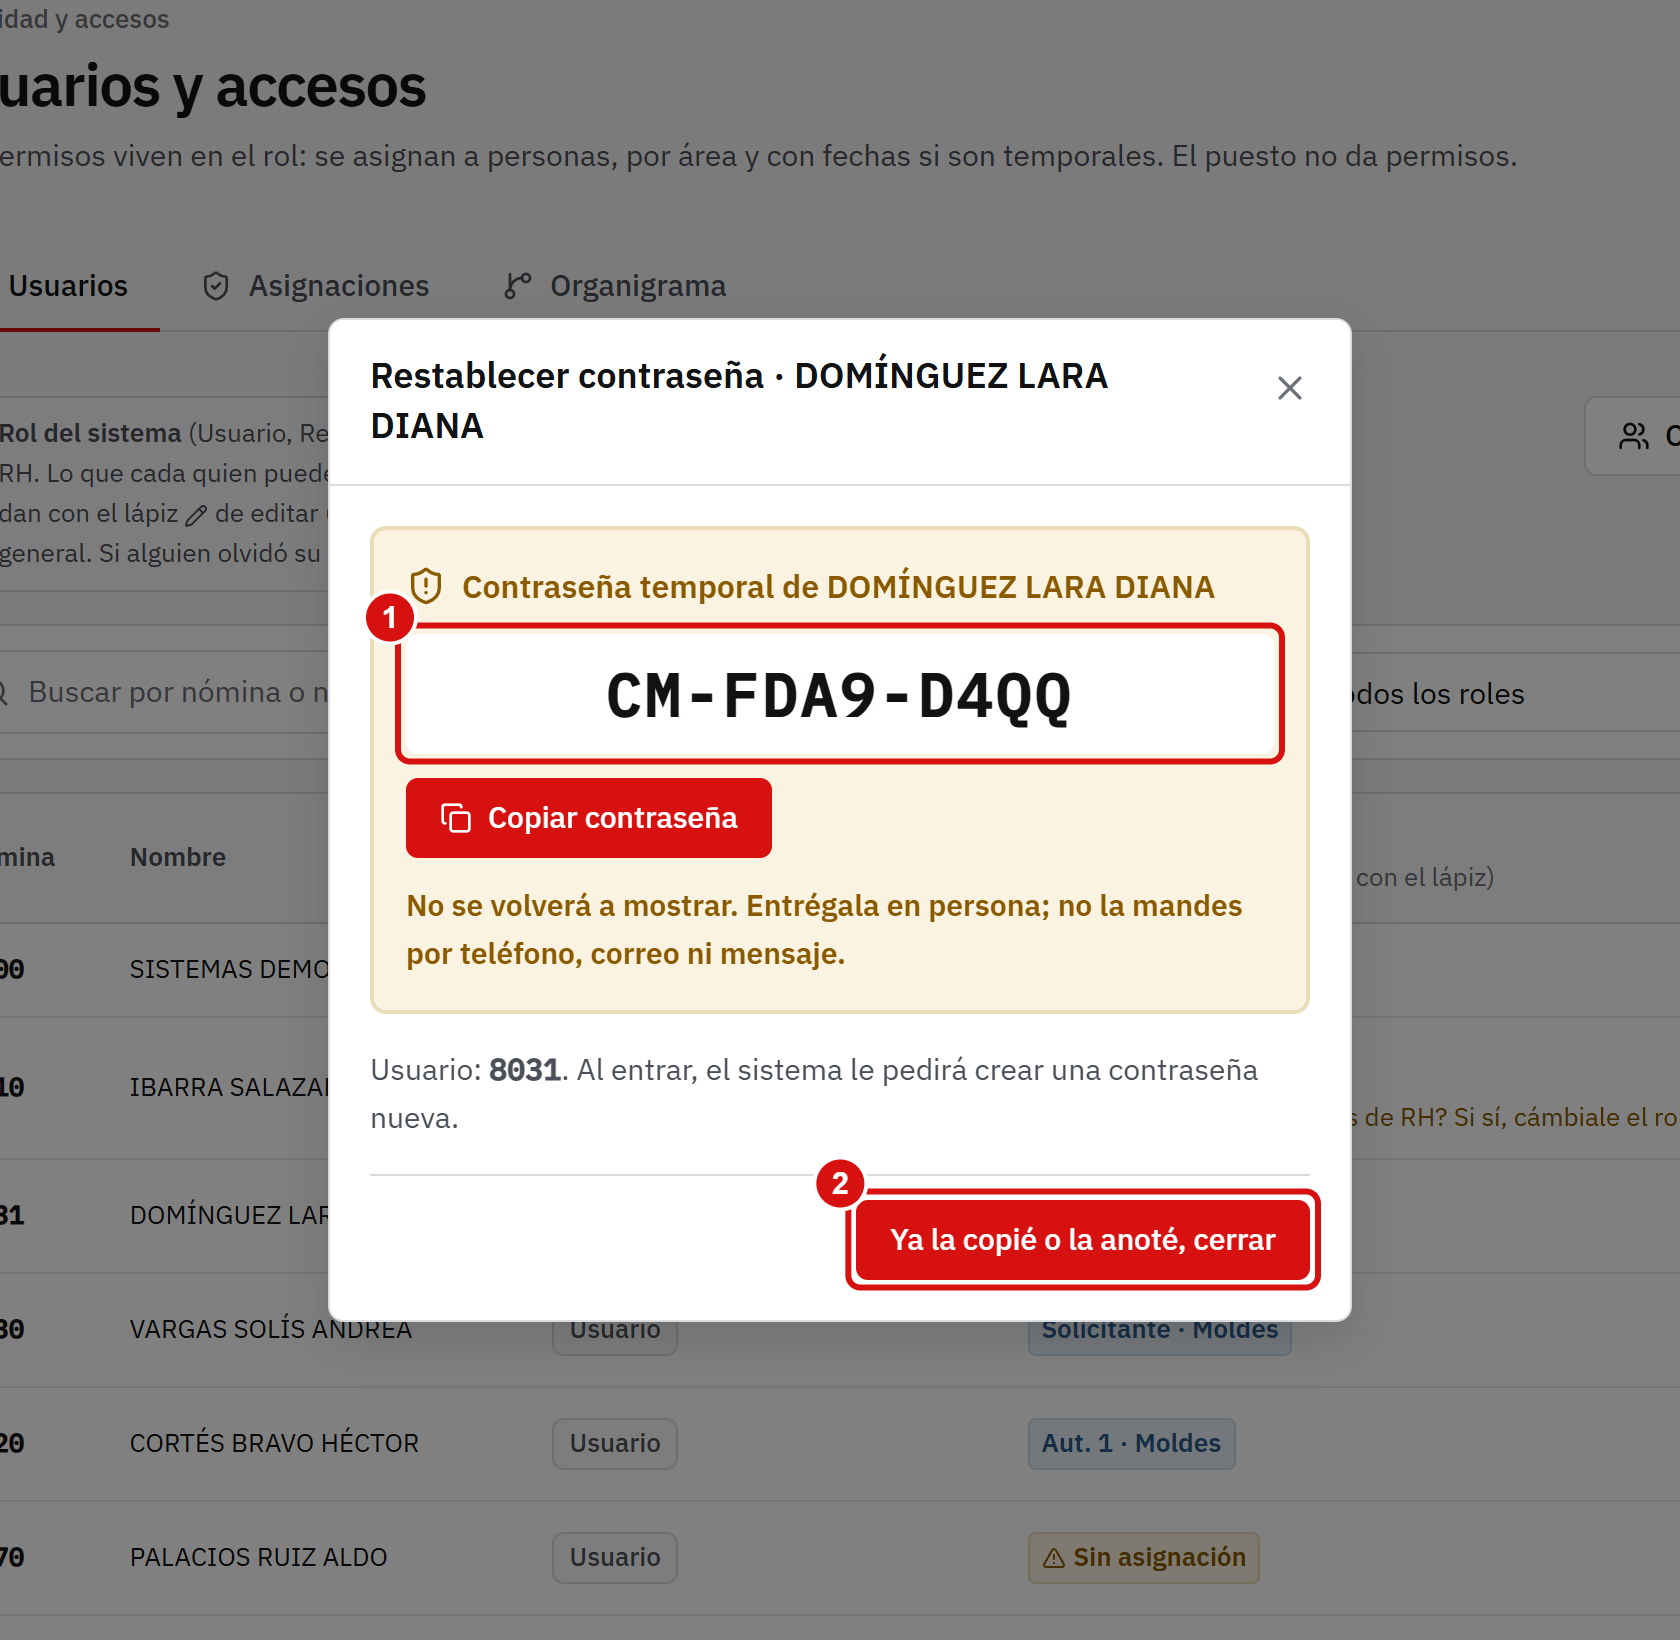 idad y accesos
uarios y accesos
ermisos viven en el rol: se asignan a personas, por área y con fechas si son temporales. El puesto no da permisos.
Usuarios Asignaciones Organigrama
Restablecer contraseña · DOMÍNGUEZ LARA
DIANA
Rol del sistema (Usuario, Re
RH. Lo que cada quien puede
dan con el lápiz de editar (
general. Si alguien olvidó su
Contraseña temporal de DOMÍNGUEZ LARA DIANA
1
CM-FDA9-D4QQ
Buscar por nómina o n
odos los roles
Copiar contraseña
mina Nombre
con el lápiz)
No se volverá a mostrar. Entrégala en persona; no la mandes
por teléfono, correo ni mensaje.
00 SISTEMAS DEMO
Usuario: 8031. Al entrar, el sistema le pedirá crear una contraseña
nueva.
10 IBARRA SALAZA
s de RH? Si sí, cámbiale el ro
2
31 DOMÍNGUEZ LAR
Ya la copié o la anoté, cerrar
30 VARGAS SOLÍS ANDREA Usuario Solicitante · Moldes
20 CORTÉS BRAVO HÉCTOR Usuario Aut. 1 · Moldes
70 PALACIOS RUIZ ALDO Usuario Sin asignación